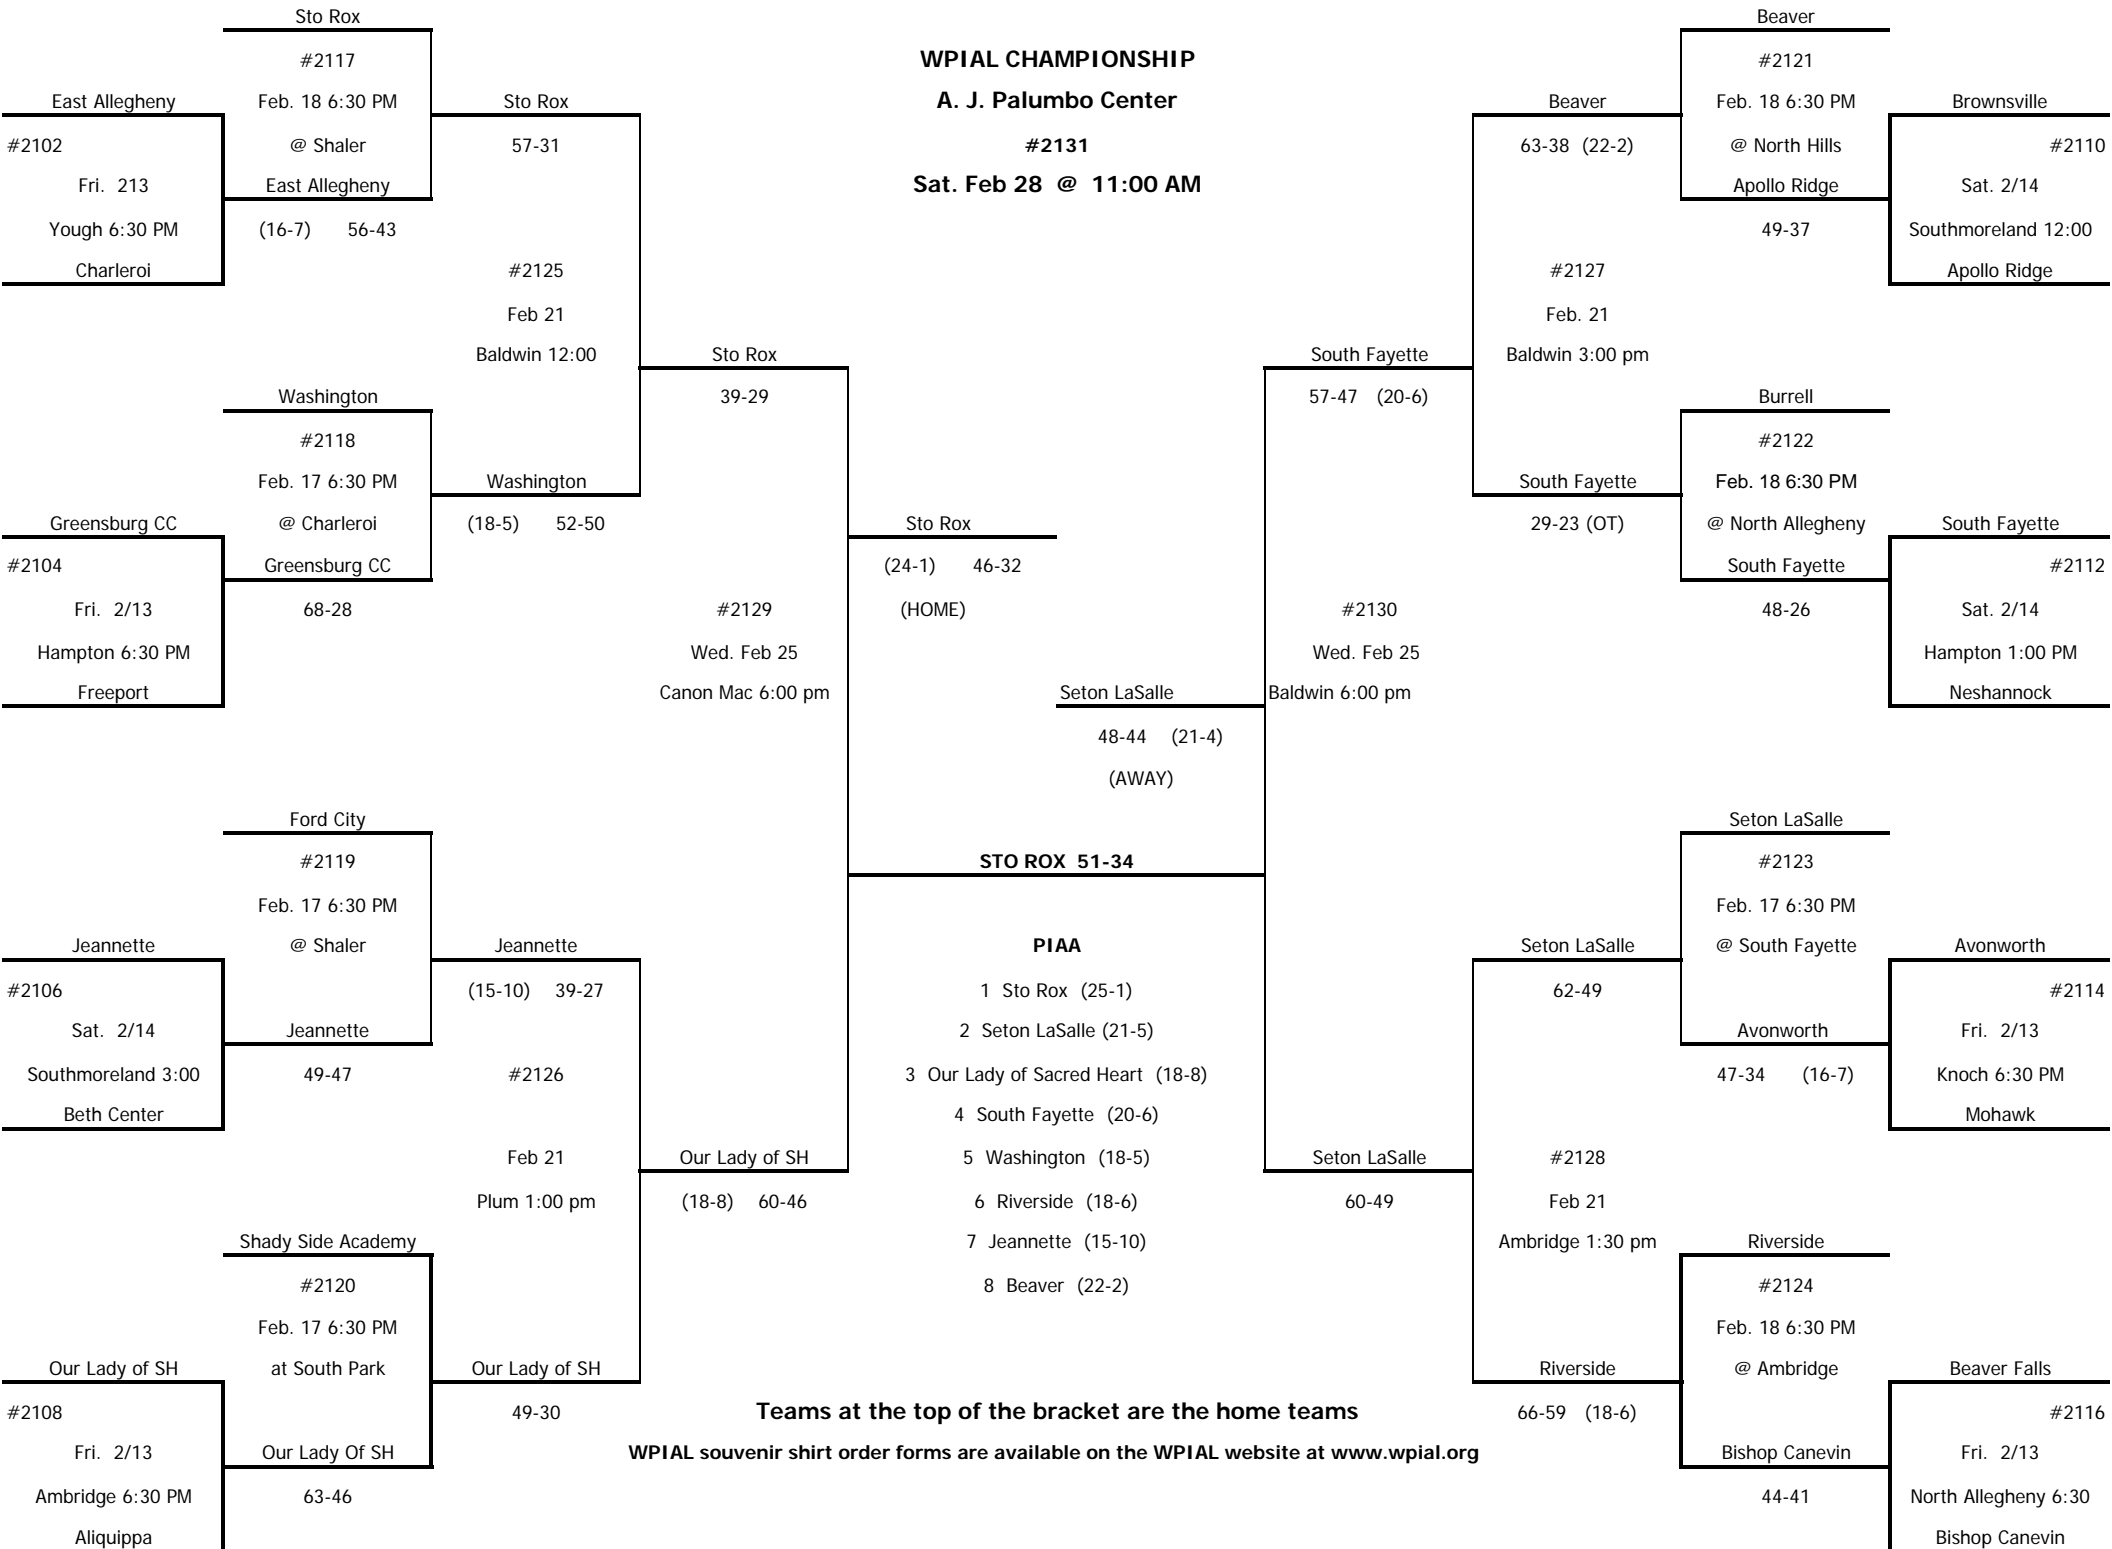 Sto Rox
#2117
East Allegheny
Feb. 18 6:30 PM
Sto Rox
#2102
@ Shaler
57-31
Fri.  213
East Allegheny
Yough 6:30 PM
(16-7)      56-43
Charleroi
#2125
Feb 21
Baldwin 12:00
Sto Rox
Washington
39-29
#2118
Feb. 17 6:30 PM
Washington
Greensburg CC
@ Charleroi
(18-5)      52-50
Sto Rox
#2104
Greensburg CC
(24-1)      46-32
Fri.  2/13
68-28
#2129
(HOME)
Hampton 6:30 PM
Wed. Feb 25
Freeport
Canon Mac 6:00 pm
Ford City
#2119
Feb. 17 6:30 PM
Jeannette
@ Shaler
Jeannette
#2106
(15-10)    39-27
Sat.  2/14
Jeannette
Southmoreland 3:00
49-47
#2126
Beth Center
Feb 21
Our Lady of SH
Plum 1:00 pm
(18-8)    60-46
Shady Side Academy
#2120
Feb. 17 6:30 PM
Our Lady of SH
at South Park
Our Lady of SH
#2108
49-30
Fri.  2/13
Our Lady Of SH
Ambridge 6:30 PM
63-46
Aliquippa
WPIAL CHAMPIONSHIP
A. J. Palumbo Center
#2131
Sat. Feb 28  @  11:00 AM
Seton LaSalle
48-44    (21-4)
(AWAY)
STO ROX  51-34
PIAA
1  Sto Rox  (25-1)
2  Seton LaSalle (21-5)
3  Our Lady of Sacred Heart  (18-8)
4  South Fayette  (20-6)
5  Washington  (18-5)
6  Riverside  (18-6)
7  Jeannette  (15-10)
8  Beaver  (22-2)
Teams at the top of the bracket are the home teams
WPIAL souvenir shirt order forms are available on the WPIAL website at www.wpial.org
Beaver
#2121
Beaver
Feb. 18 6:30 PM
Brownsville
63-38  (22-2)
@ North Hills
#2110
Apollo Ridge
Sat. 2/14
49-37
Southmoreland 12:00
#2127
Apollo Ridge
Feb. 21
South Fayette
Baldwin 3:00 pm
57-47   (20-6)
Burrell
#2122
South Fayette
Feb. 18 6:30 PM
29-23 (OT)
@ North Allegheny
South Fayette
South Fayette
#2112
#2130
48-26
Sat. 2/14
Wed. Feb 25
Hampton 1:00 PM
Baldwin 6:00 pm
Neshannock
Seton LaSalle
#2123
Feb. 17 6:30 PM
Seton LaSalle
@ South Fayette
Avonworth
62-49
#2114
Avonworth
Fri.  2/13
47-34      (16-7)
Knoch 6:30 PM
Mohawk
Seton LaSalle
#2128
60-49
Feb 21
Ambridge 1:30 pm
Riverside
#2124
Feb. 18 6:30 PM
Riverside
@ Ambridge
Beaver Falls
66-59   (18-6)
#2116
Bishop Canevin
Fri.  2/13
44-41
North Allegheny 6:30
Bishop Canevin